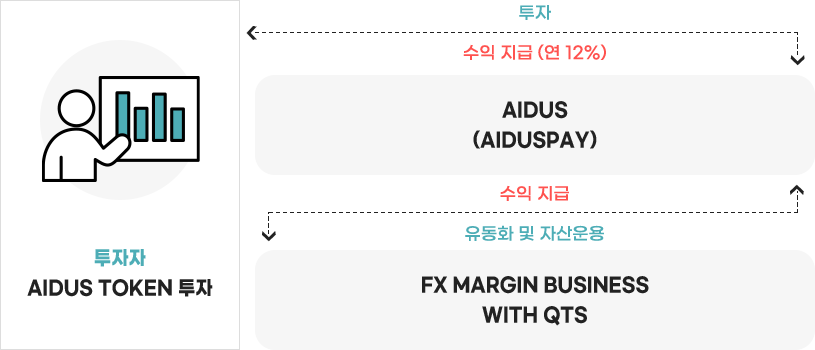 투자자
AIDUS TOKEN 투자
투자
수익 지급 (연 12%)
AIDUS
(AIDUSPAY)
수익 지급
유동화 및 자산운용
FX MARGIN BUSINESS
WITH QTS